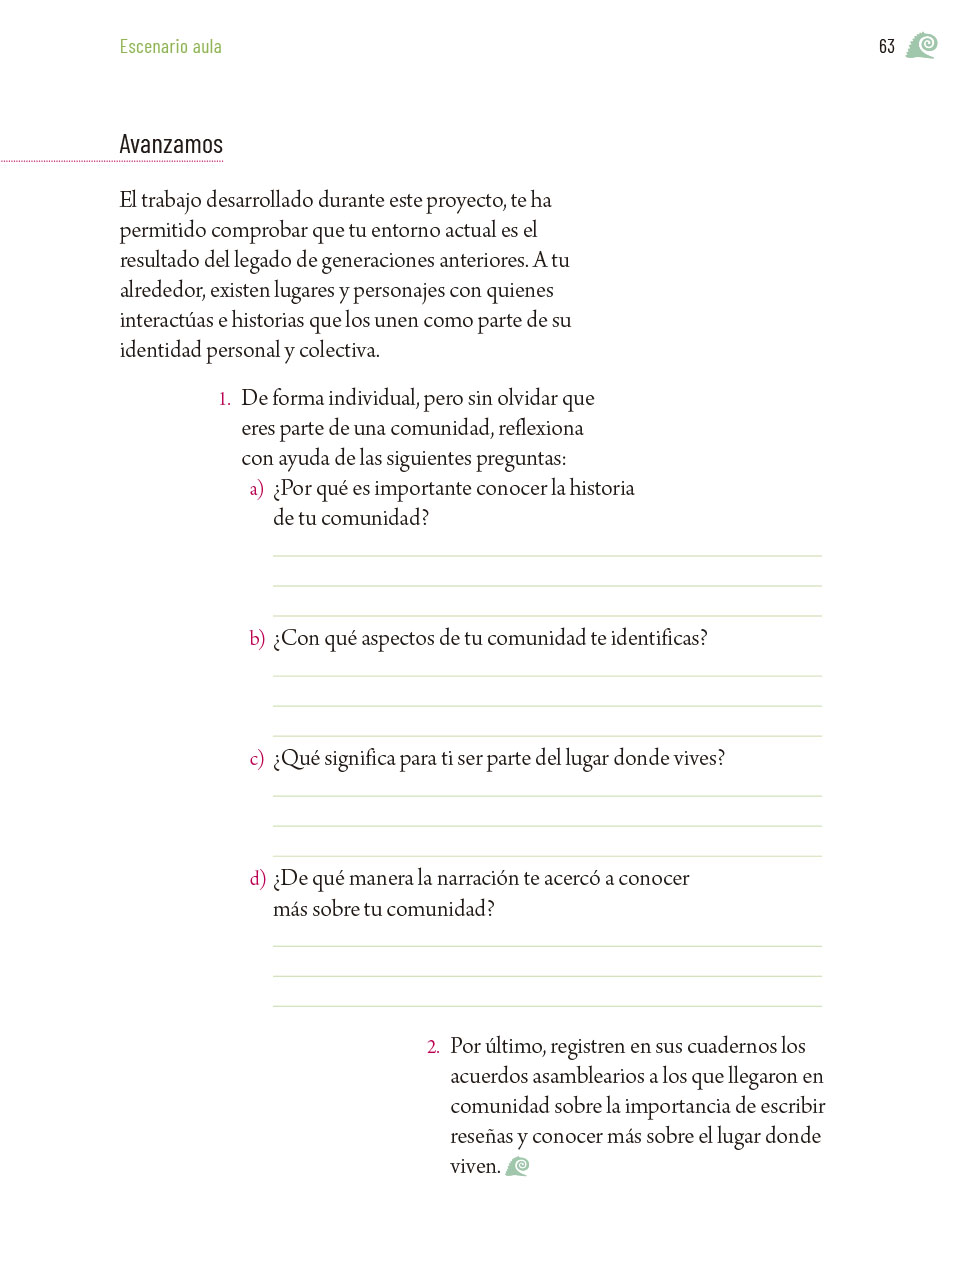 Escenario aula
63
Avanzamos
El trabajo desarrollado durante este proyecto, te ha
permitido comprobar que tu entorno actual es el
resultado del legado de generaciones anteriores. A tu
alrededor, existen lugares y personajes con quienes
interactúas e historias que los unen como parte de su
identidad personal y colectiva.
1. De forma individual, pero sin olvidar que
eres parte de una comunidad, reflexiona
con ayuda de las siguientes preguntas:
a) ¿Por qué es importante conocer la historia
de tu comunidad?
b) ¿Con qué aspectos de tu comunidad te identificas?
c) ¿Qué significa para ti ser parte del lugar donde vives?
d) ¿De qué manera la narración te acercó a conocer
más sobre tu comunidad?
2. Por último, registren en sus cuadernos los
acuerdos asamblearios a los que llegaron en
comunidad sobre la importancia de escribir
reseñas y conocer más sobre el lugar donde
viven.